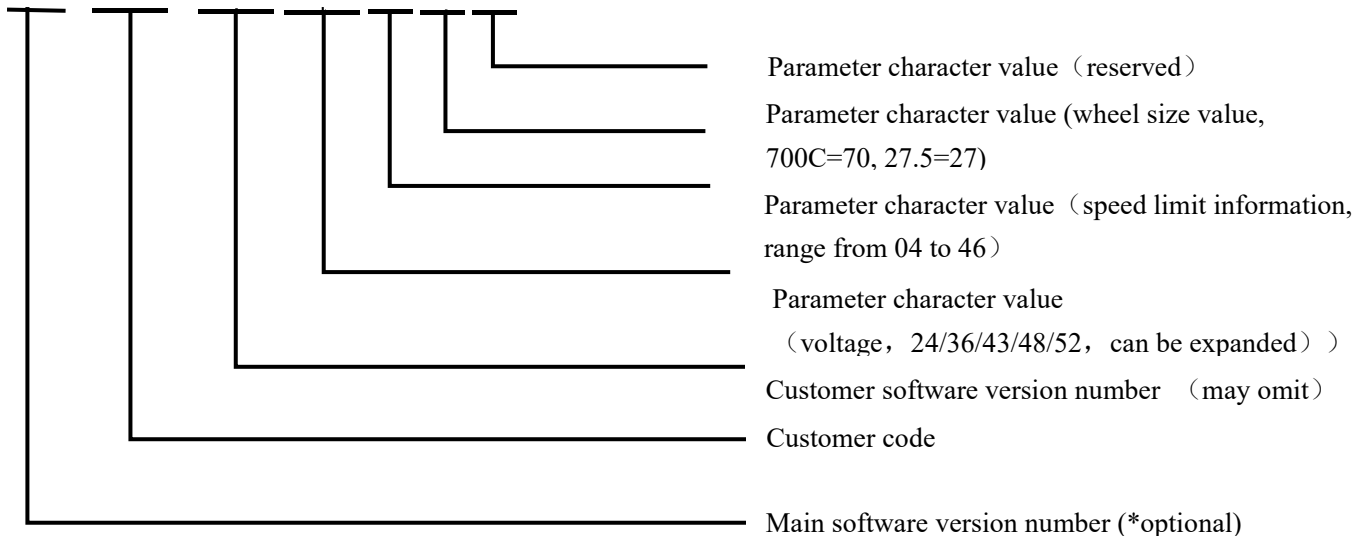 Parameter character value（reserved）
Parameter character value (wheel size value,
700C=70, 27.5=27)
Parameter character value（speed limit information,
range from 04 to 46）
Parameter character value
（voltage，24/36/43/48/52，can be expanded））
Customer software version number （may omit）
Customer code
Main software version number (*optional)